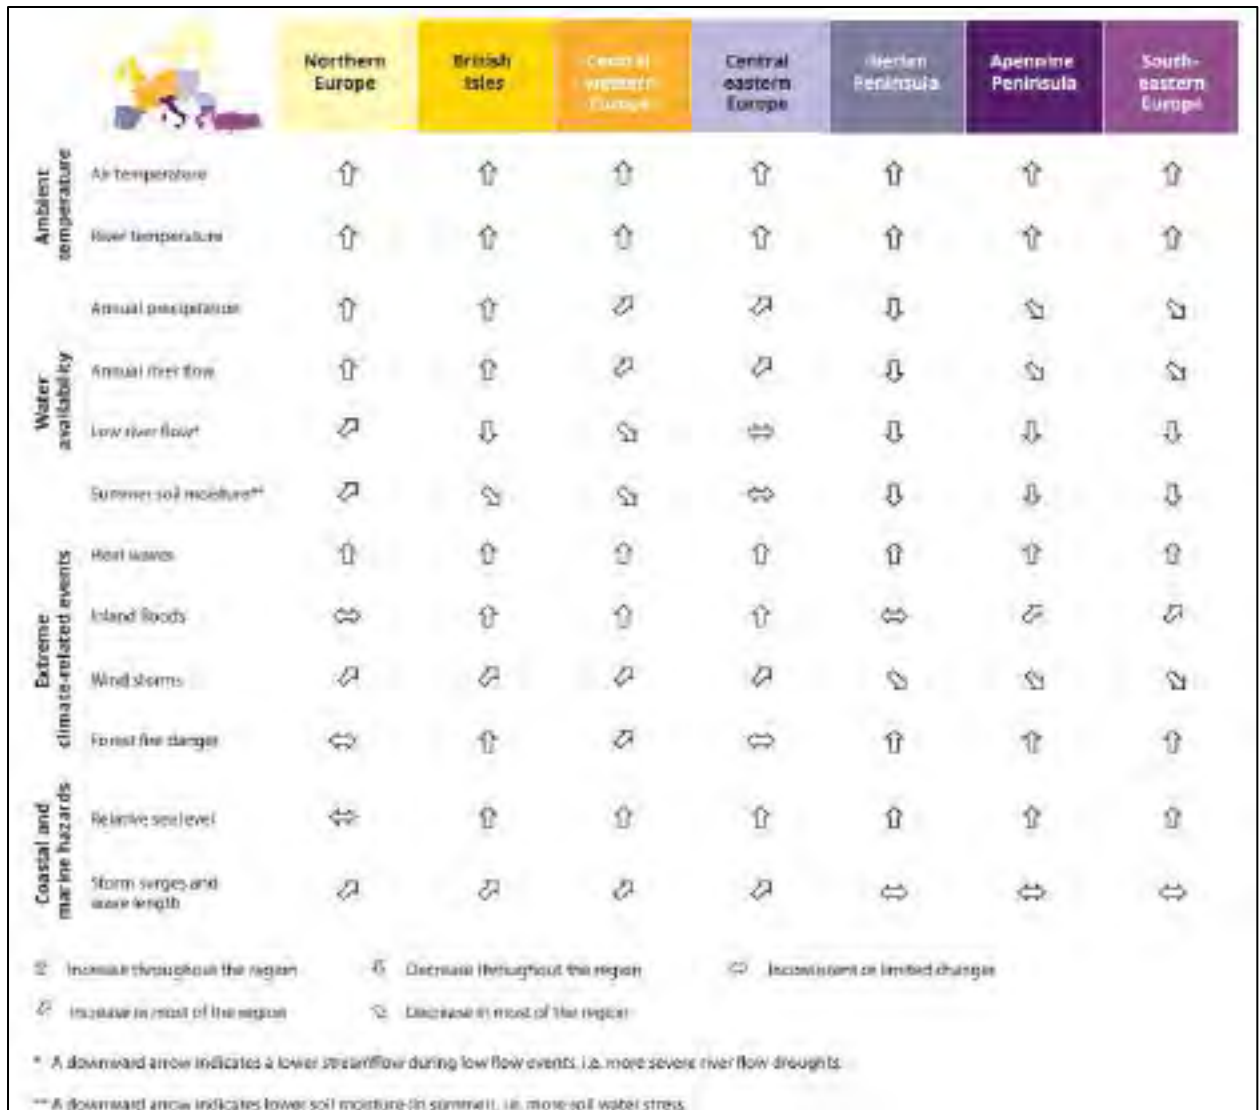 Northern Europe
British Isles
Central western Europe
Central eastern Europe
Iberian Peninsula
Apennine Peninsula
South-eastern Europe
Ambient temperature
Air temperature
River temperature
Water availability
Annual precipitation
Annual river flow
Low river flow*
Summer soil moisture**
Extreme climate-related events
Heat waves
Inland floods
Wind storms
Forest fire danger
Coastal and marine hazards
Relative sea level
Storm surges and
wave length
Increase throughout the region
Decrease throughout the region
Inconsistent or limited changes
Increase in most of the region
Decrease in most of the region
* A downward arrow indicates a lower streamflow during low flow events, i.e. more severe river flow droughts.
** A downward arrow indicates lower soil moisture (in summer), i.e. more soil water stress.